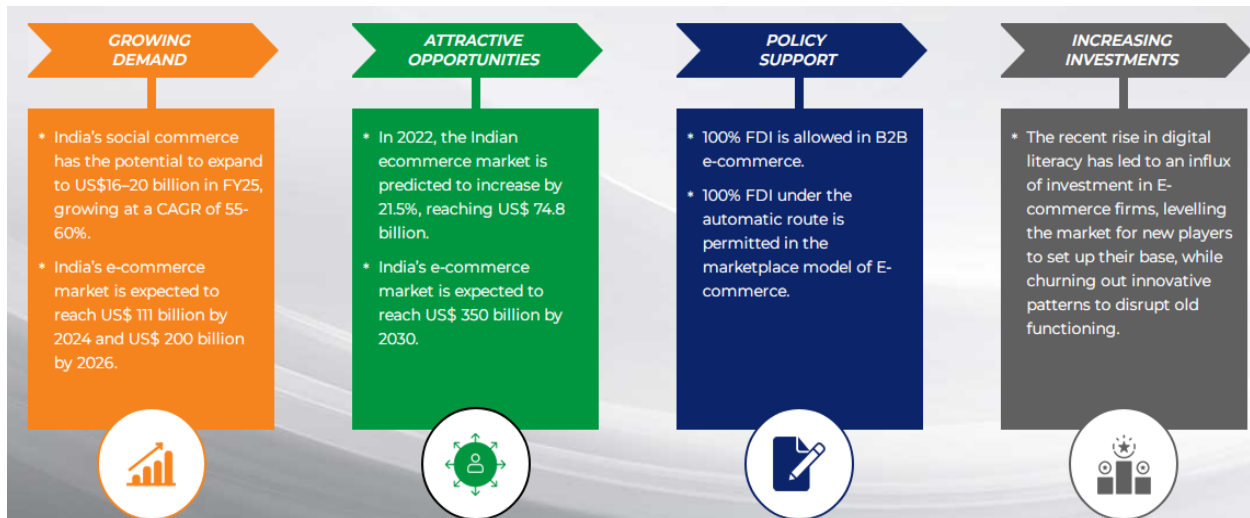 GROWING
DEMAND
* India's social commerce
has the potential to expand
to US$16–20 billion in FY25,
growing at a CAGR of 55-
60%.
* India's e-commerce
market is expected to
reach US$ 111 billion by
2024 and US$ 200 billion
by 2026.
ATTRACTIVE
OPPORTUNITIES
* In 2022, the Indian
ecommerce market is
predicted to increase by
21.5%, reaching US$ 74.8
billion.
* India's e-commerce
market is expected to
reach US$ 350 billion by
2030.
POLICY
SUPPORT
* 100% FDI is allowed in B2B
e-commerce.
* 100% FDI under the
automatic route is
permitted in the
marketplace model of E-
commerce.
INCREASING
INVESTMENTS
* The recent rise in digital
literacy has led to an influx
of investment in E-
commerce firms, levelling
the market for new players
to set up their base, while
churning out innovative
patterns to disrupt old
functioning.